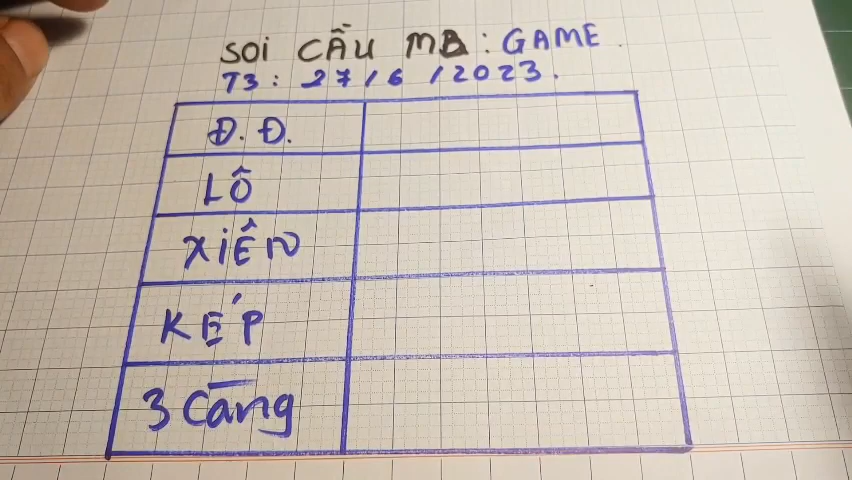 SOI CẦU MB: GAME.
T3: 27/6/2023.
Đ. Đ.
LÔ
XIÊN
KÉP
3 Càng